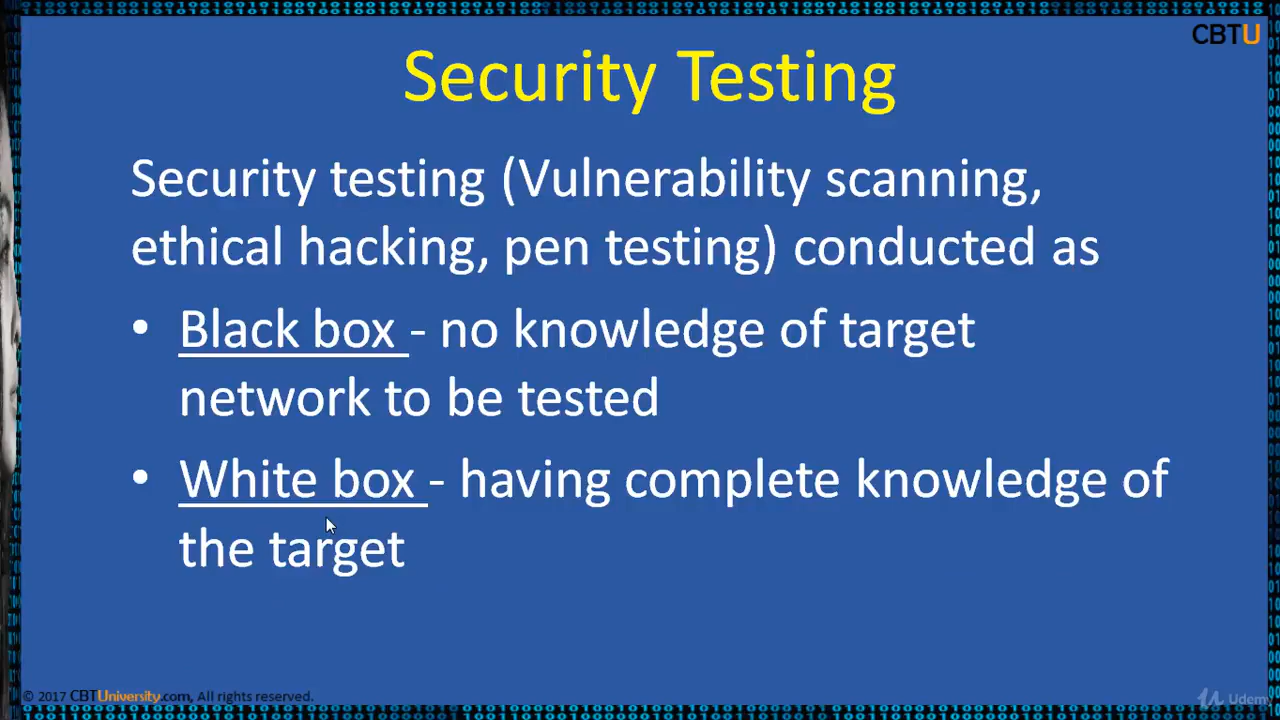 CBTU
Security Testing
Security testing (Vulnerability scanning,
ethical hacking, pen testing) conducted as
• Black box - no knowledge of target
network to be tested
• White box - having complete knowledge of
the target
© 2017 CBTUniversity.com, All rights reserved.
Udemy